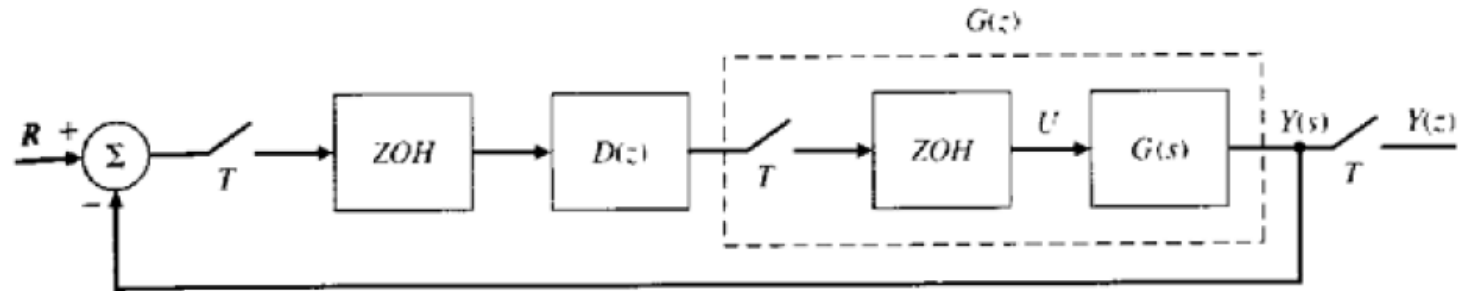 G(z)
R + Σ − T ZOH D(z) T ZOH U G(s) Y(s) T Y(z)